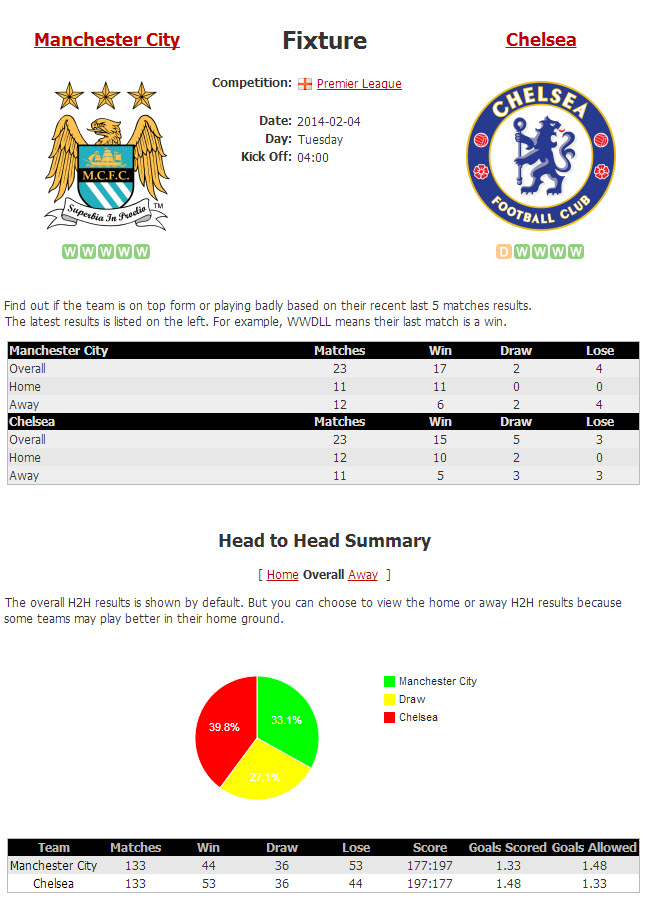 Manchester City
Fixture
Chelsea
Competition: Premier League
Date: 2014-02-04
Day: Tuesday
Kick Off: 04:00
M.C.F.C.
Superbia In Proelio
TM
CHELSEA
FOOTBALL CLUB
W W W W W
D W W W W
Find out if the team is on top form or playing badly based on their recent last 5 matches results.
The latest results is listed on the left. For example, WWDLL means their last match is a win.
Manchester City Matches Win Draw Lose
Overall 23 17 2 4
Home 11 11 0 0
Away 12 6 2 4
Chelsea Matches Win Draw Lose
Overall 23 15 5 3
Home 12 10 2 0
Away 11 5 3 3
Head to Head Summary
[ Home Overall Away ]
The overall H2H results is shown by default. But you can choose to view the home or away H2H results because
some teams may play better in their home ground.
39.8%
33.1%
27.1%
Manchester City
Draw
Chelsea
Team Matches Win Draw Lose Score Goals Scored Goals Allowed
Manchester City 133 44 36 53 177:197 1.33 1.48
Chelsea 133 53 36 44 197:177 1.48 1.33